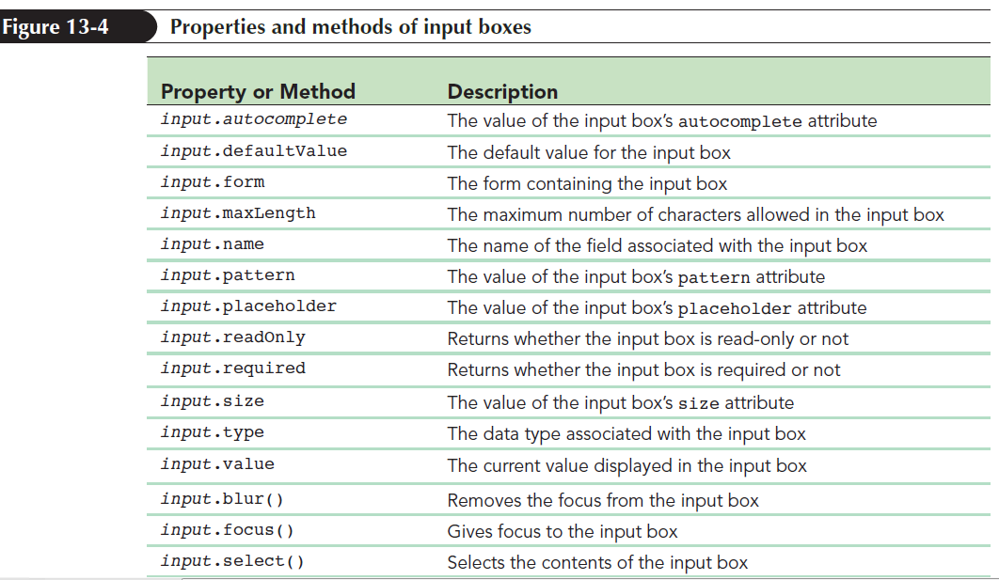 Figure 13-4 Properties and methods of input boxes
Property or Method Description
input.autocomplete The value of the input box's autocomplete attribute
input.defaultValue The default value for the input box
input.form The form containing the input box
input.maxLength The maximum number of characters allowed in the input box
input.name The name of the field associated with the input box
input.pattern The value of the input box's pattern attribute
input.placeholder The value of the input box's placeholder attribute
input.readOnly Returns whether the input box is read-only or not
input.required Returns whether the input box is required or not
input.size The value of the input box's size attribute
input.type The data type associated with the input box
input.value The current value displayed in the input box
input.blur() Removes the focus from the input box
input.focus() Gives focus to the input box
input.select() Selects the contents of the input box